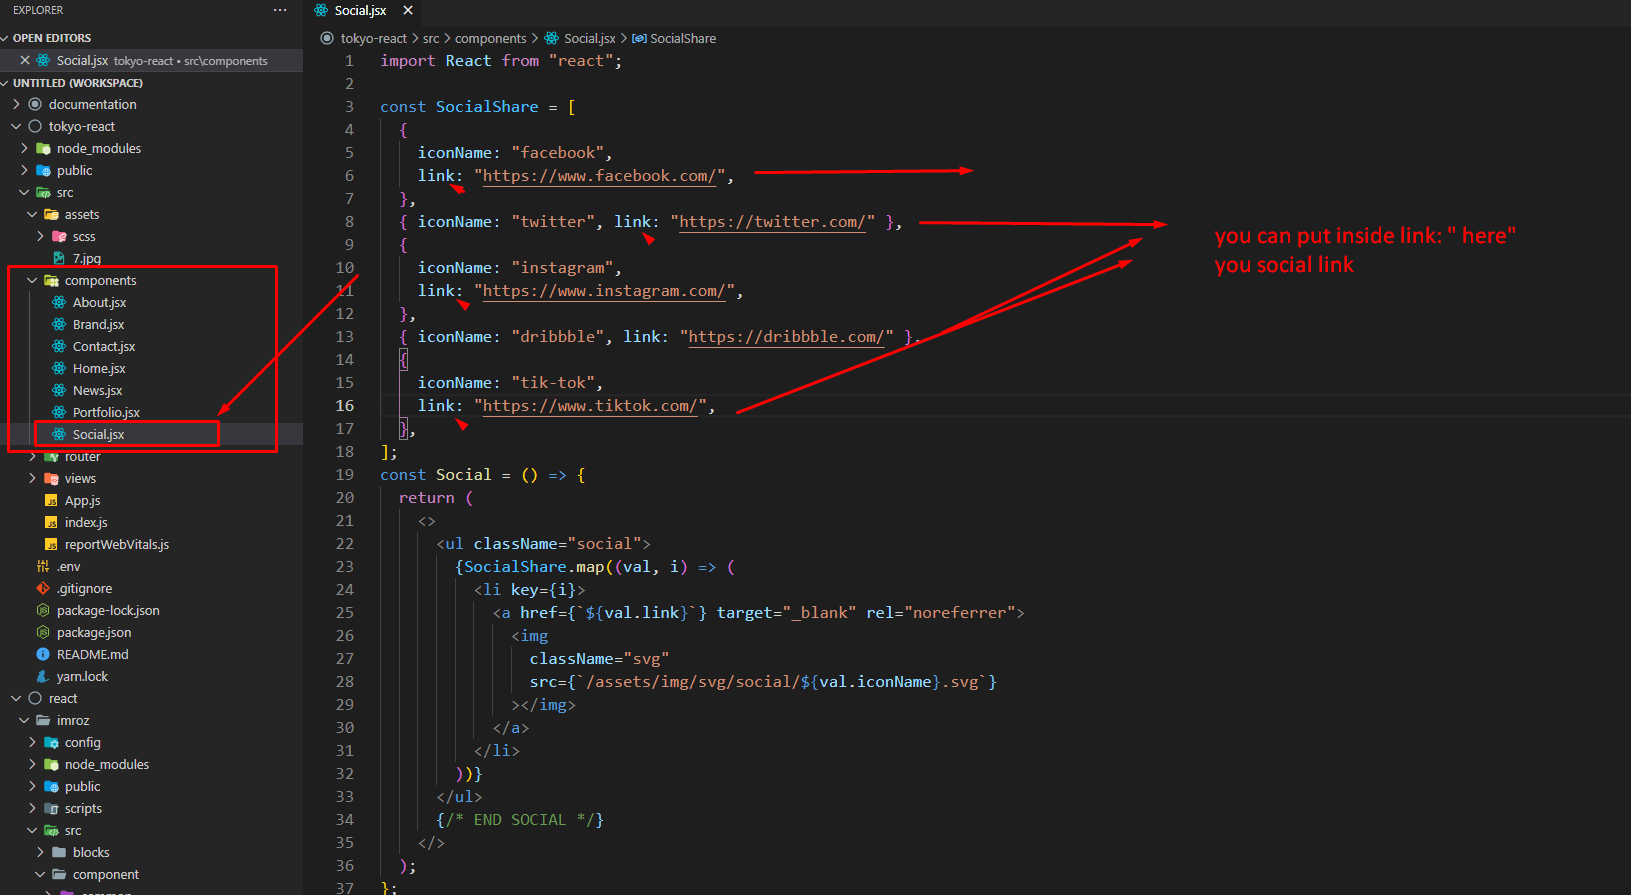 EXPLORER
···
OPEN EDITORS
Social.jsx tokyo-react • src\components
UNTITLED (WORKSPACE)
documentation
tokyo-react
node_modules
public
src
assets
scss
7.jpg
components
About.jsx
Brand.jsx
Contact.jsx
Home.jsx
News.jsx
Portfolio.jsx
Social.jsx
router
views
App.js
index.js
reportWebVitals.js
.env
.gitignore
package-lock.json
package.json
README.md
yarn.lock
react
imroz
config
node_modules
public
scripts
src
blocks
component
common
Social.jsx
tokyo-react > src > components > Social.jsx > SocialShare
1 import React from "react";
2
3 const SocialShare = [
4 {
5 iconName: "facebook",
6 link: "https://www.facebook.com/",
7 },
8 { iconName: "twitter", link: "https://twitter.com/" },
9 {
10 iconName: "instagram",
11 link: "https://www.instagram.com/",
12 },
13 { iconName: "dribbble", link: "https://dribbble.com/" },
14 {
15 iconName: "tik-tok",
16 link: "https://www.tiktok.com/",
17 },
18 ];
19 const Social = () => {
20 return (
21 <>
22 <ul className="social">
23 {SocialShare.map((val, i) => (
24 <li key={i}>
25 <a href={`${val.link}`} target="_blank" rel="noreferrer">
26 <img
27 className="svg"
28 src={`/assets/img/svg/social/${val.iconName}.svg`}
29 ></img>
30 </a>
31 </li>
32 ))}
33 </ul>
34 {/* END SOCIAL */}
35 </>
36 );
37 };
you can put inside link: " here"
you social link